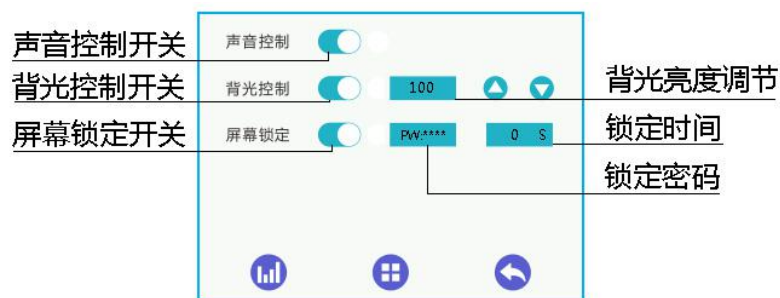 声音控制开关
声音控制
背光控制开关
背光控制
100
背光亮度调节
屏幕锁定开关
屏幕锁定
PW:****
0 S
锁定时间
锁定密码